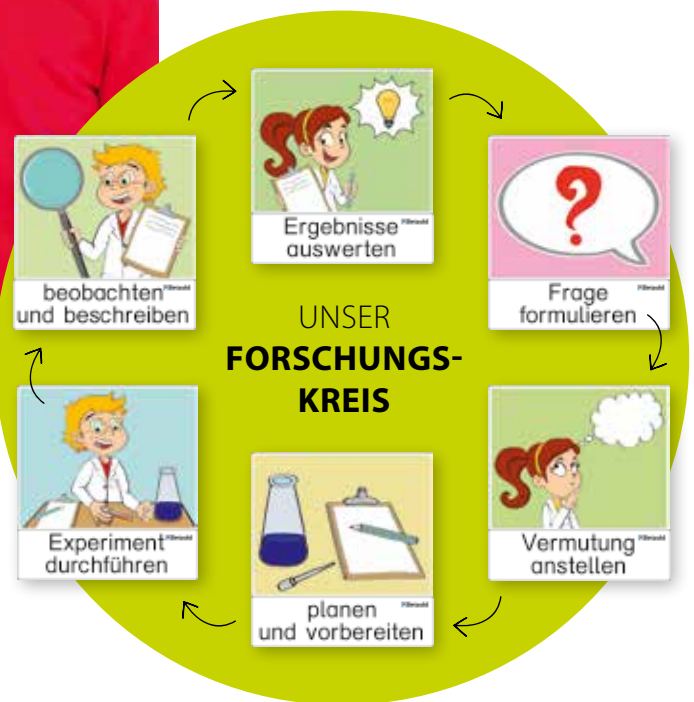 Ergebnisse
auswerten
Frage
formulieren
Vermutung
anstellen
planen
und vorbereiten
Experiment
durchführen
beobachten
und beschreiben
UNSER
FORSCHUNGS-
KREIS
?